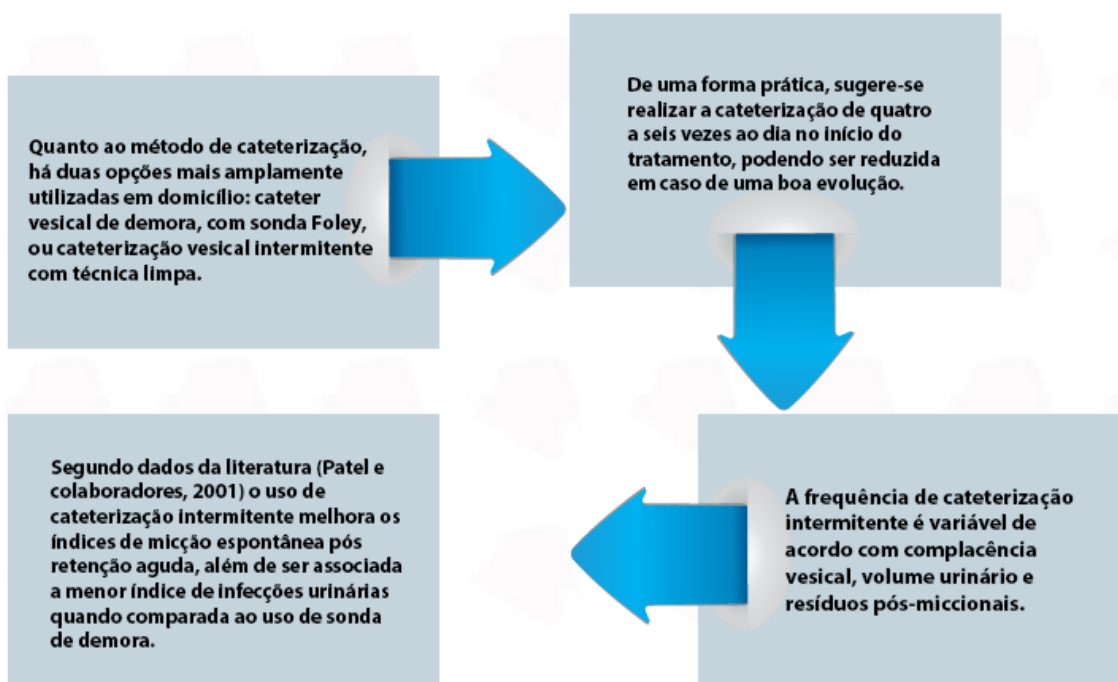 Quanto ao método de cateterização,
há duas opções mais amplamente
utilizadas em domicílio: cateter
vesical de demora, com sonda Foley,
ou cateterização vesical intermitente
com técnica limpa.
De uma forma prática, sugere-se
realizar a cateterização de quatro
a seis vezes ao dia no início do
tratamento, podendo ser reduzida
em caso de uma boa evolução.
A frequência de cateterização
intermitente é variável de
acordo com complacência
vesical, volume urinário e
resíduos pós-miccionais.
Segundo dados da literatura (Patel e
colaboradores, 2001) o uso de
cateterização intermitente melhora os
índices de micção espontânea pós
retenção aguda, além de ser associada
a menor índice de infecções urinárias
quando comparada ao uso de sonda
de demora.